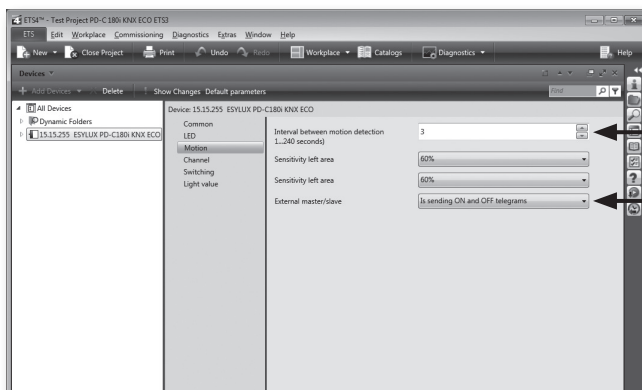 ETS4™ - Test Project PD-C 180i KNX ECO ETS3
ETS Edit Workplace Commissioning Diagnostics Extras Window Help
New Close Project Print Undo Redo Workplace Catalogs Diagnostics Help
Devices
Add Devices Delete Show Changes Default parameters Find
All Devices
Dynamic Folders
15.15.255 ESYLUX PD-C180i KNX ECO
Device: 15.15.255 ESYLUX PD-C180i KNX ECO
Common
LED
Motion
Channel
Switching
Light value
Interval between motion detection
1...240 seconds)
3
Sensitivity left area 60%
Sensitivity left area 60%
External master/slave Is sending ON and OFF telegrams